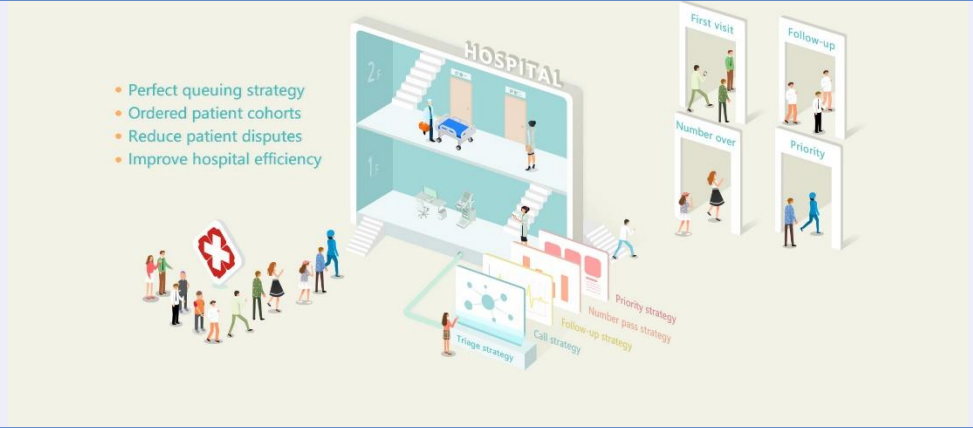 Perfect queuing strategy
Ordered patient cohorts
Reduce patient disputes
Improve hospital efficiency
HOSPITAL
2F
1F
First visit
Follow-up
Number over
Priority
Priority strategy
Number pass strategy
Follow-up strategy
Call strategy
Triage strategy